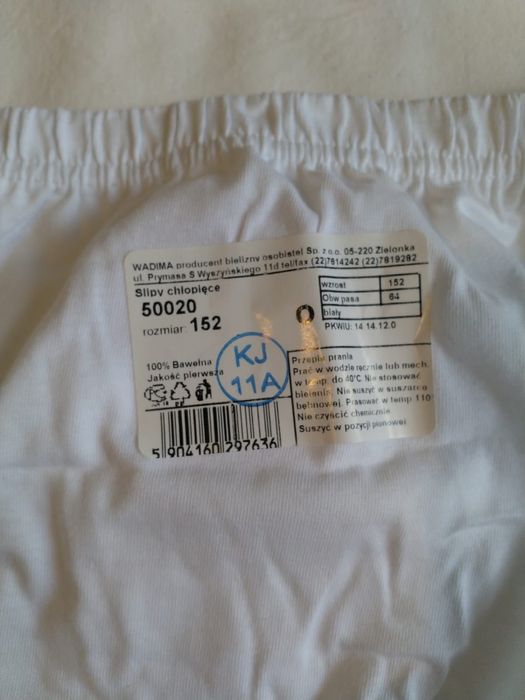 WADIMA producent bielizny osobistej Sp. z o.o. 05-220 Zielonka
ul. Prymasa S Wyszyńskiego 11d tel/fax (22)7614242 (22)7819282
Slipy chłopięce
50020
rozmiar: 152
wzrost 152
Obw pasa 64
biały
PKWiU: 14 14.12.0
100% Bawełna
Jakość pierwsza
KJ
11A
Przepis prania
Prać w wodzie ręcznie lub mech.
w temp. do 40°C. Nie stosować
bielenia. Nie suszyć w suszarce
bębnowej. Prasować w temp 110°
Nie czyścić chemicznie.
Suszyć w pozycji pionowej
5 904160 297636